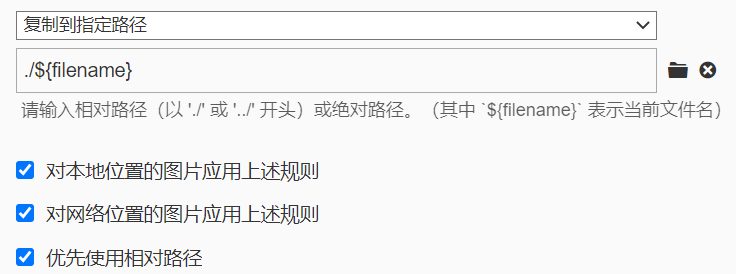 复制到指定路径
./${filename}
请输入相对路径（以 './' 或 '../' 开头）或绝对路径。（其中 `${filename}` 表示当前文件名）
对本地位置的图片应用上述规则
对网络位置的图片应用上述规则
优先使用相对路径